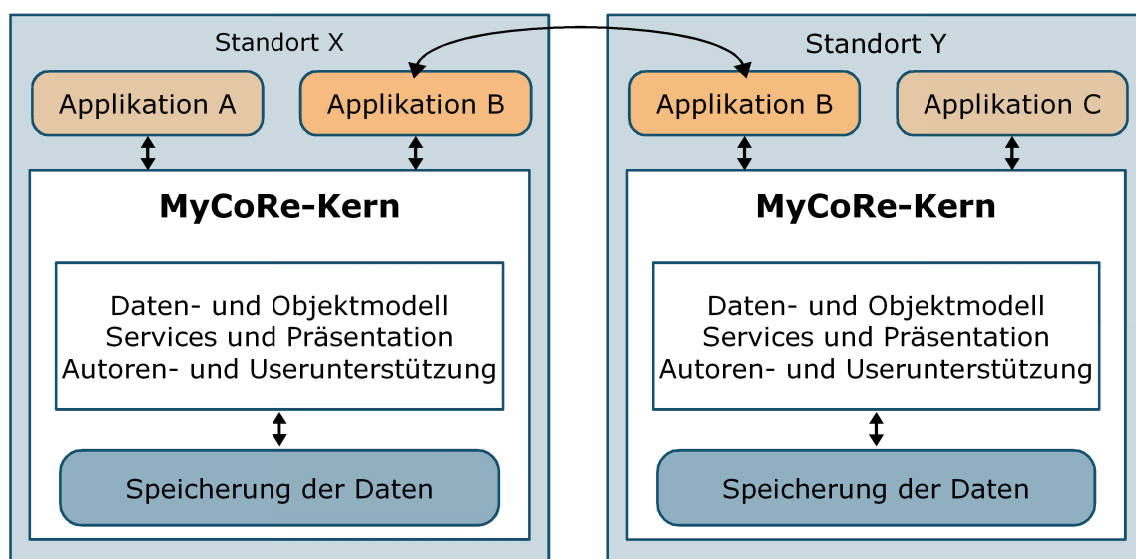 Standort X
Applikation A
Applikation B
MyCoRe-Kern
Daten- und Objektmodell
Services und Präsentation
Autoren- und Userunterstützung
Speicherung der Daten
Standort Y
Applikation B
Applikation C
MyCoRe-Kern
Daten- und Objektmodell
Services und Präsentation
Autoren- und Userunterstützung
Speicherung der Daten